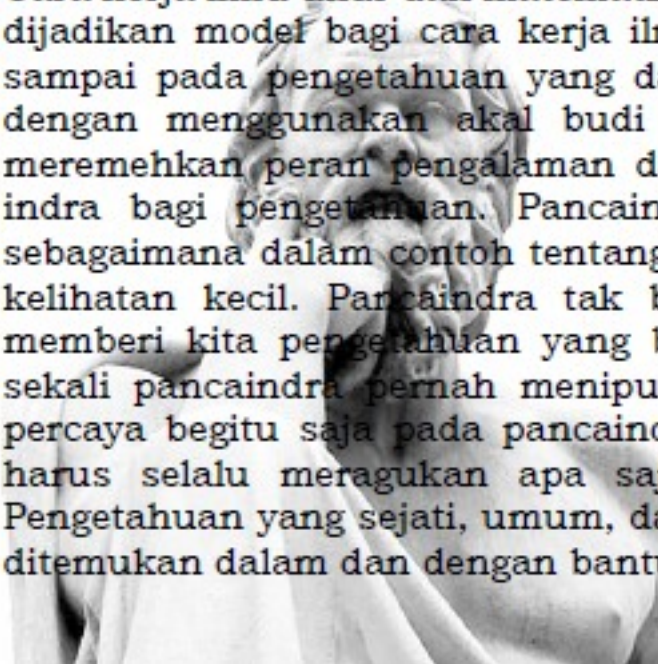 dijadikan model bagi cara kerja
sampai pada pengetahuan yang
dengan menggunakan akal budi
meremehkan peran pengalaman
indra bagi pengetahuan.
sebagaimana dalam contoh tentang
kelihatan kecil. Pancaindra tak
memberi kita pengetahuan yang
sekali pancaindra pernah menipu
percaya begitu saja pada
harus selalu meragukan apa
Pengetahuan yang sejati, umum,
ditemukan dalam dan dengan